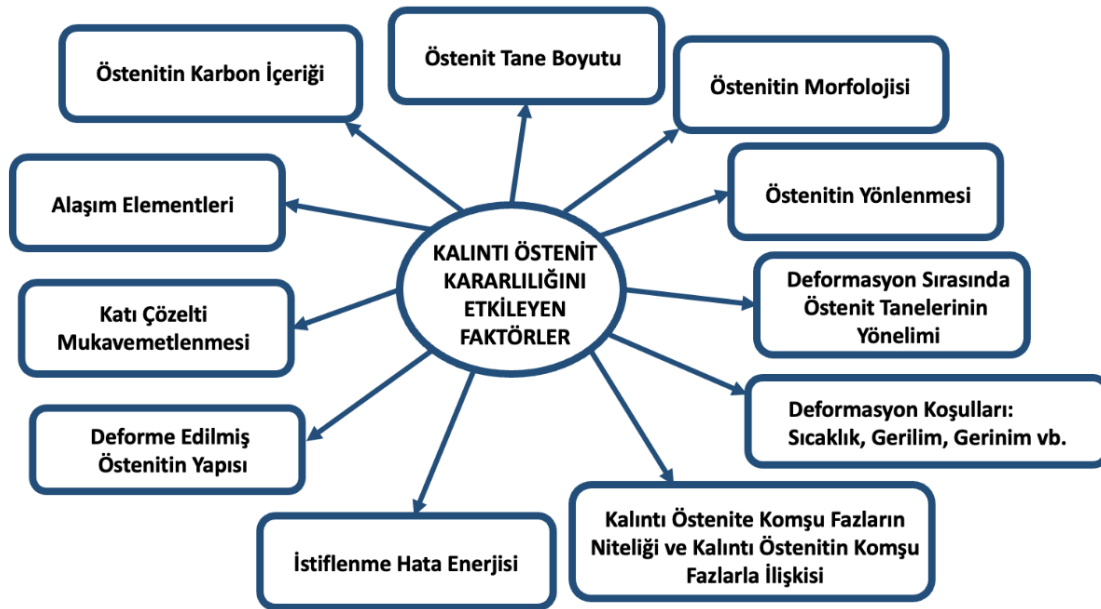 Östenit Tane Boyutu
Östenitin Karbon İçeriği
Östenitin Morfolojisi
Alaşım Elementleri
Östenitin Yönlenmesi
KALINTI ÖSTENİT
KARARLILIĞINI
ETKİLEYEN
FAKTÖRLER
Katı Çözelti
Mukavemetlenmesi
Deformasyon Sırasında
Östenit Tanelerinin
Yönelimi
Deforme Edilmiş
Östenitin Yapısı
Deformasyon Koşulları:
Sıcaklık, Gerilim, Gerinim vb.
İstiflenme Hata Enerjisi
Kalıntı Östenite Komşu Fazların
Niteliği ve Kalıntı Östenitin Komşu
Fazlarla İlişkisi